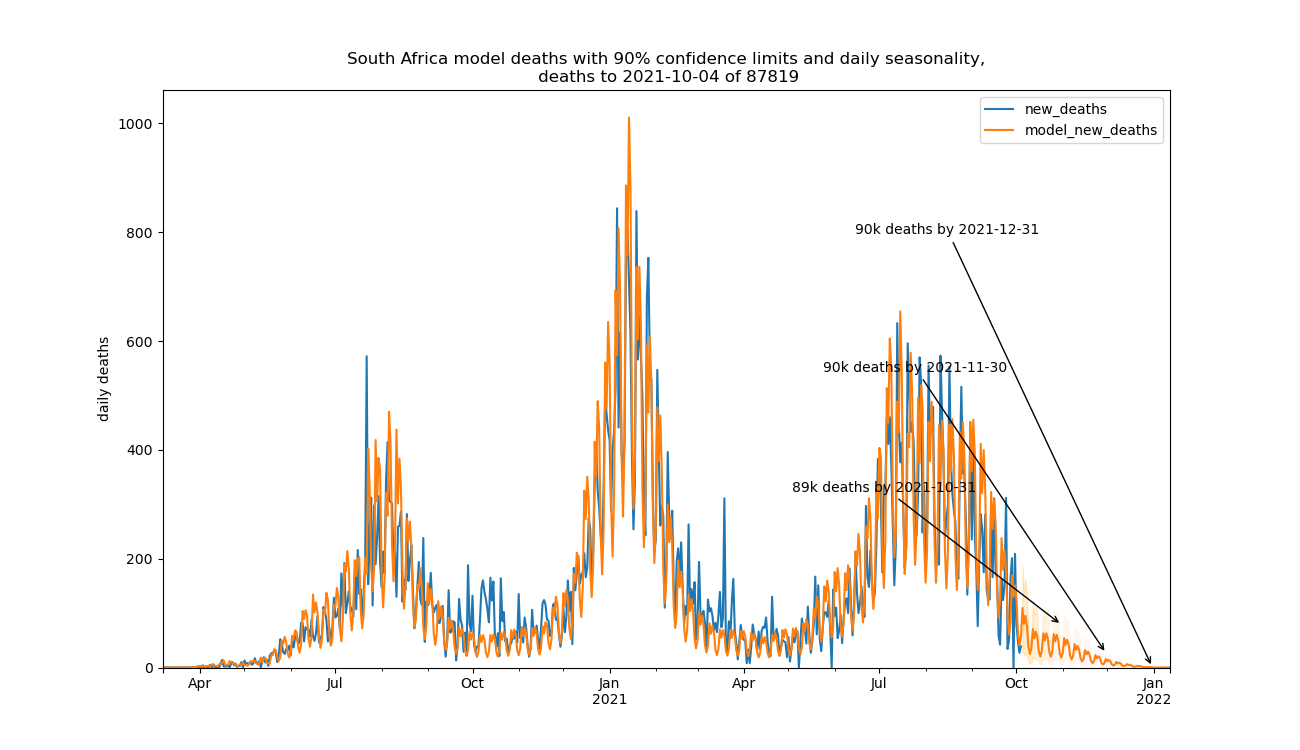 South Africa model deaths with 90% confidence limits and daily seasonality,
deaths to 2021-10-04 of 87819
new_deaths
model_new_deaths
daily deaths
1000
800
600
400
200
0
90k deaths by 2021-12-31
90k deaths by 2021-11-30
89k deaths by 2021-10-31
Apr Jul Oct Jan Apr Jul Oct Jan
2021 2022